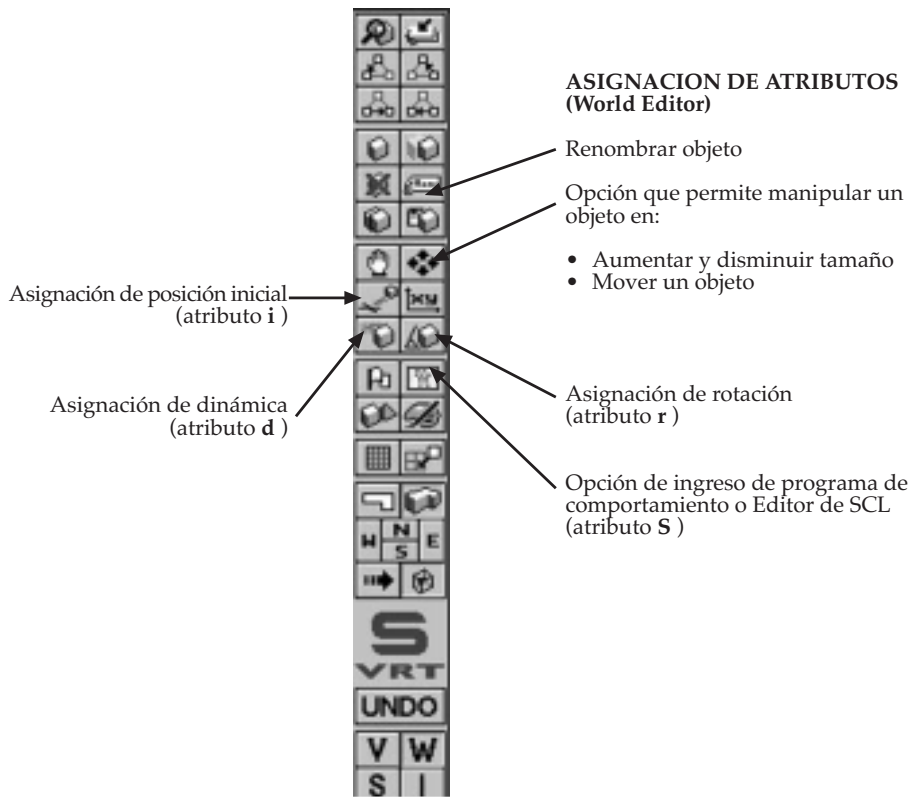 ASIGNACION DE ATRIBUTOS
(World Editor)
Renombrar objeto
Opción que permite manipular un
objeto en:
• Aumentar y disminuir tamaño
• Mover un objeto
Asignación de posición inicial
(atributo i )
Asignación de dinámica
(atributo d )
Asignación de rotación
(atributo r )
Opción de ingreso de programa de
comportamiento o Editor de SCL
(atributo S )
xy
N
W E
S
S
VRT
UNDO
V W
S I